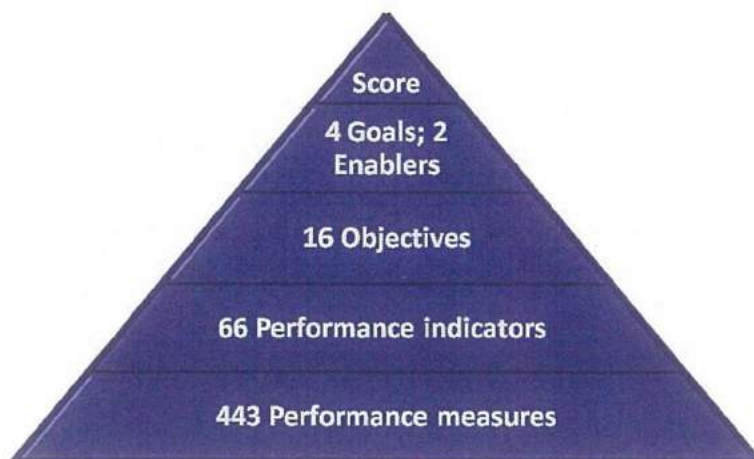 Score
4 Goals; 2
Enablers
16 Objectives
66 Performance indicators
443 Performance measures